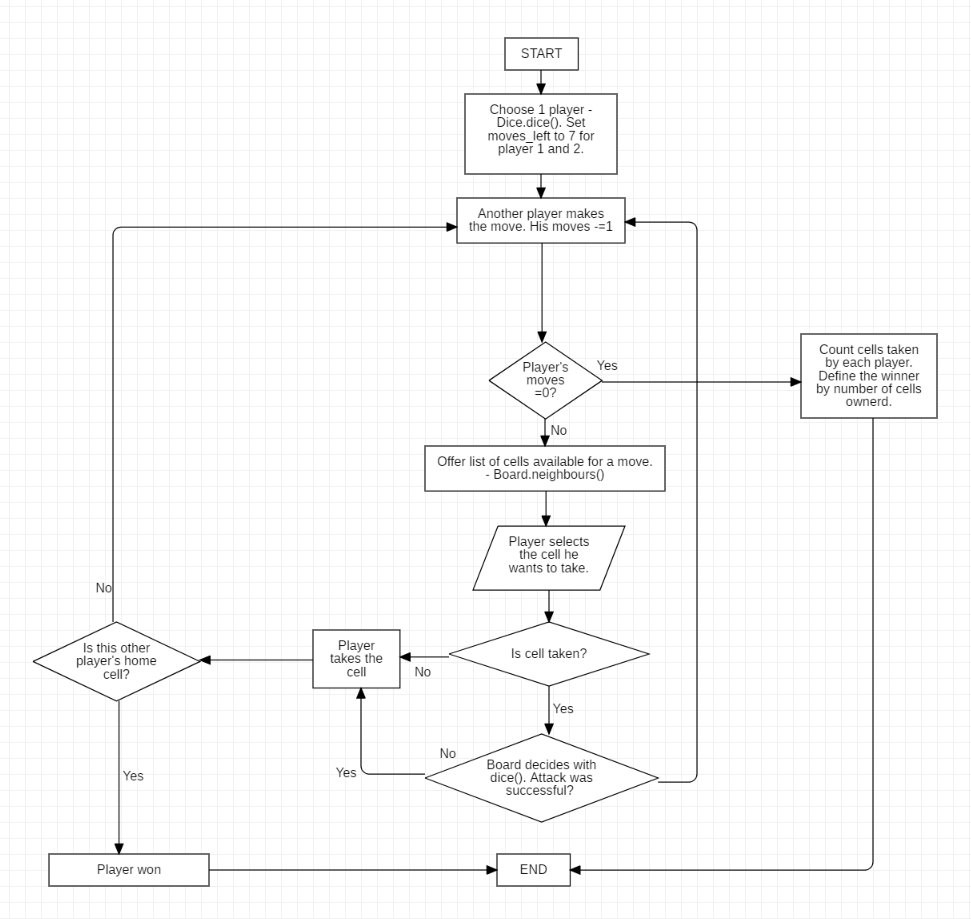 START
Choose 1 player -
Dice.dice(). Set
moves_left to 7 for
player 1 and 2.
Another player makes
the move. His moves -=1
Player's
moves
=0?
Yes
Count cells taken
by each player.
Define the winner
by number of cells
ownerd.
No
Offer list of cells available for a move.
- Board.neighbours()
Player selects
the cell he
wants to take.
No
Is this other
player's home
cell?
Player
takes the
cell
Is cell taken?
No
Yes
No
Board decides with
dice(). Attack was
successful?
Yes
Yes
Player won
END